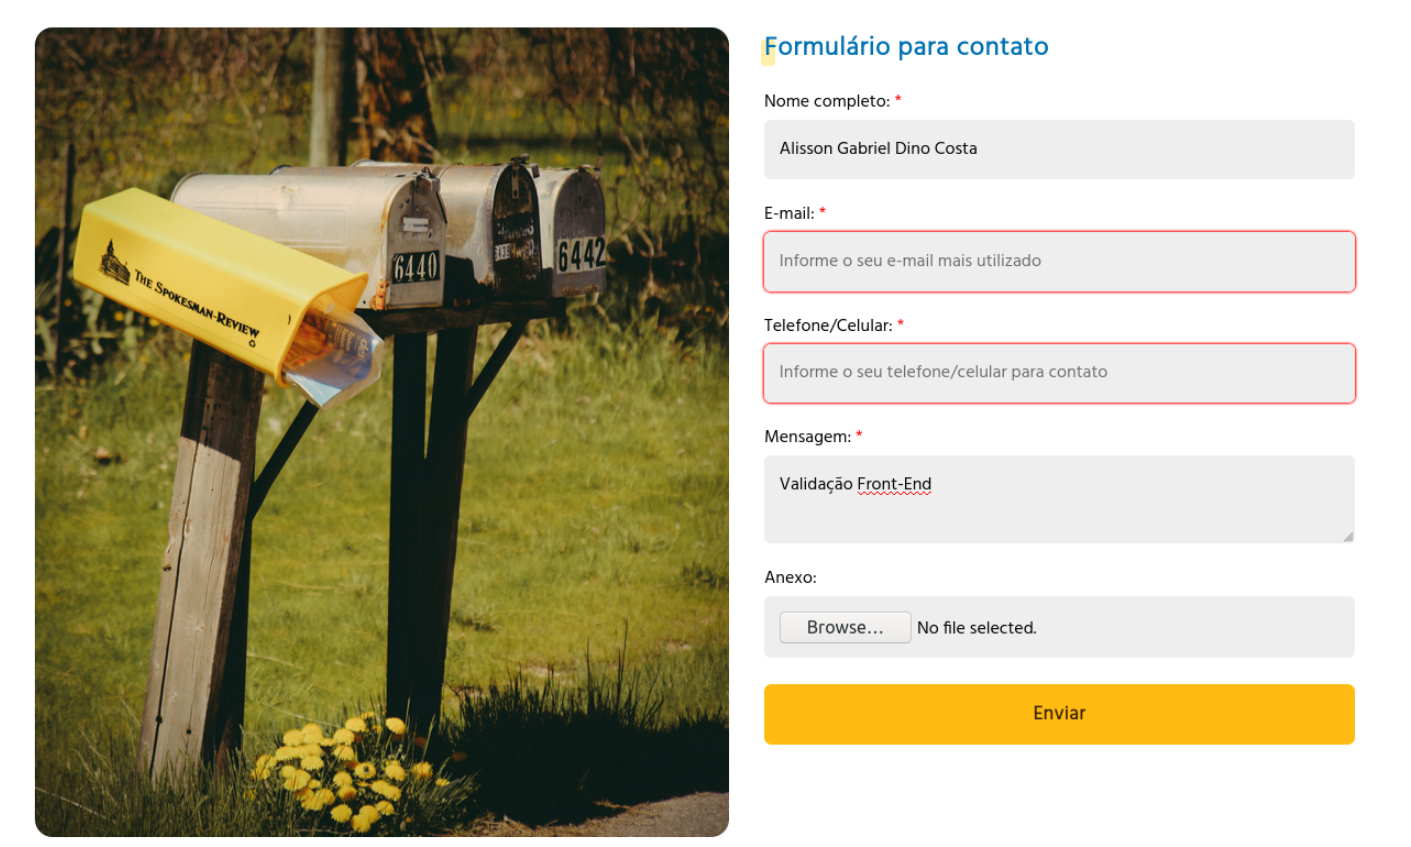 THE SPOKESMAN-REVIEW
6440
6442
Formulário para contato
Nome completo: *
Alisson Gabriel Dino Costa
E-mail: *
Informe o seu e-mail mais utilizado
Telefone/Celular: *
Informe o seu telefone/celular para contato
Mensagem: *
Validação Front-End
Anexo:
Browse... No file selected.
Enviar